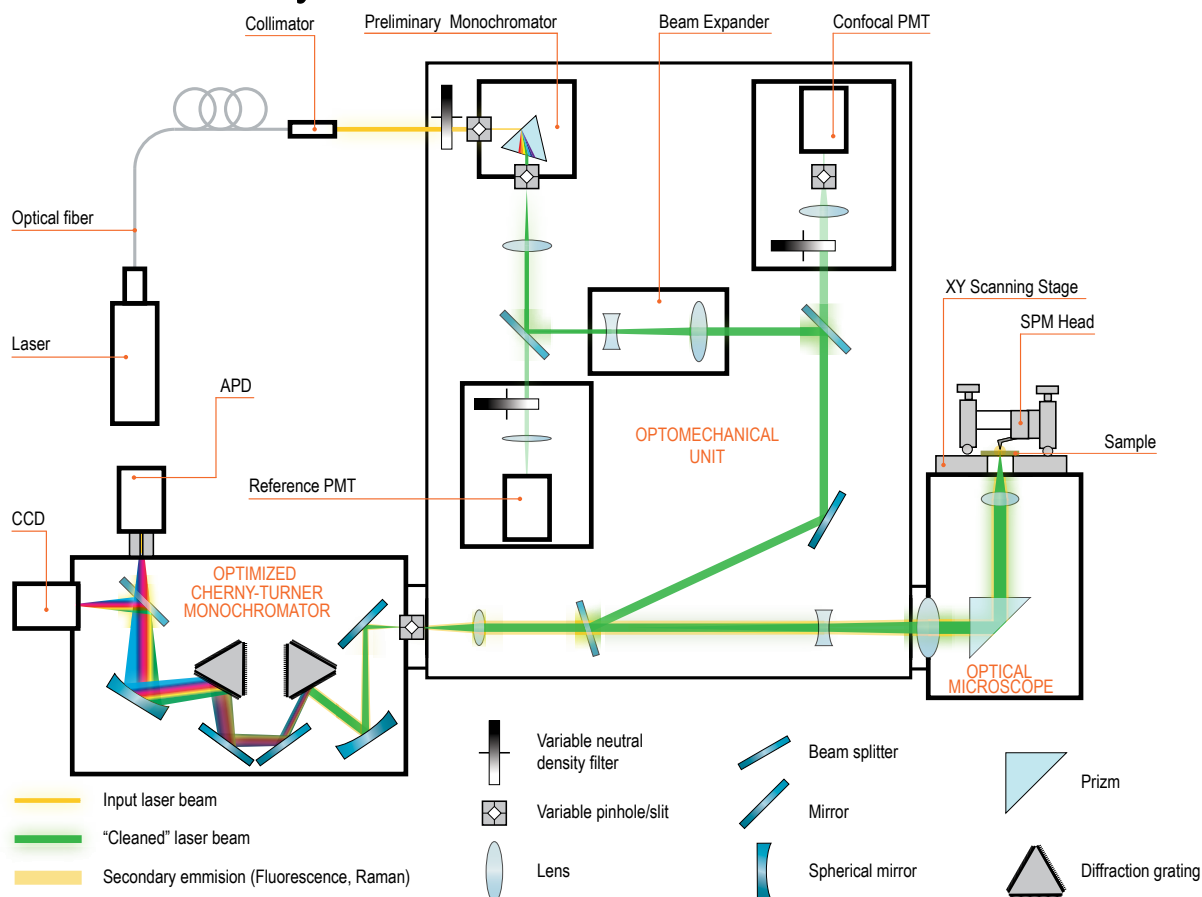 Collimator
Preliminary Monochromator
Beam Expander
Confocal PMT
Optical fiber
XY Scanning Stage
SPM Head
Laser
APD
OPTOMECHANICAL
UNIT
Sample
Reference PMT
CCD
OPTIMIZED
CHERNY-TURNER
MONOCHROMATOR
OPTICAL
MICROSCOPE
Variable neutral
density filter
Beam splitter
Prizm
Input laser beam
Variable pinhole/slit
Mirror
“Cleaned” laser beam
Lens
Spherical mirror
Diffraction grating
Secondary emmision (Fluorescence, Raman)